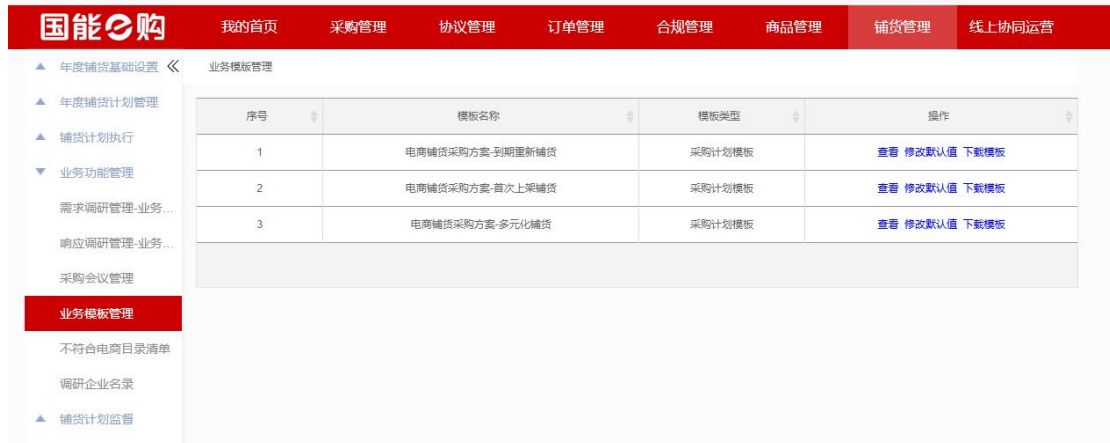 国能e购 我的首页 采购管理 协议管理 订单管理 合规管理 商品管理 铺货管理 线上协同运营
年度铺货基础设置
业务模版管理
年度铺货计划管理
铺货计划执行
业务功能管理
需求调研管理-业务...
响应调研管理-业务...
采购会议管理
业务模板管理
不符合电商目录清单
调研企业名录
铺货计划监督
序号 模板名称 模板类型 操作
1 电商铺货采购方案-到期重新铺货 采购计划模板 查看 修改默认值 下载模板
2 电商铺货采购方案-首次上架铺货 采购计划模板 查看 修改默认值 下载模板
3 电商铺货采购方案-多元化铺货 采购计划模板 查看 修改默认值 下载模板